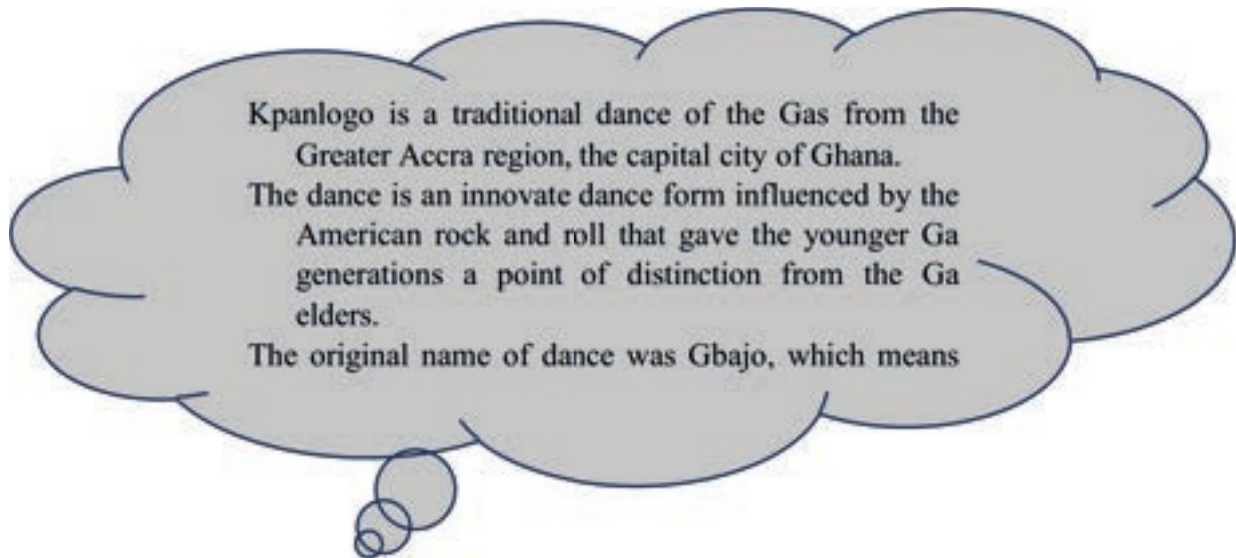 Kpanlogo is a traditional dance of the Gas from the
Greater Accra region, the capital city of Ghana.
The dance is an innovate dance form influenced by the
American rock and roll that gave the younger Ga
generations a point of distinction from the Ga
elders.
The original name of dance was Gbajo, which means